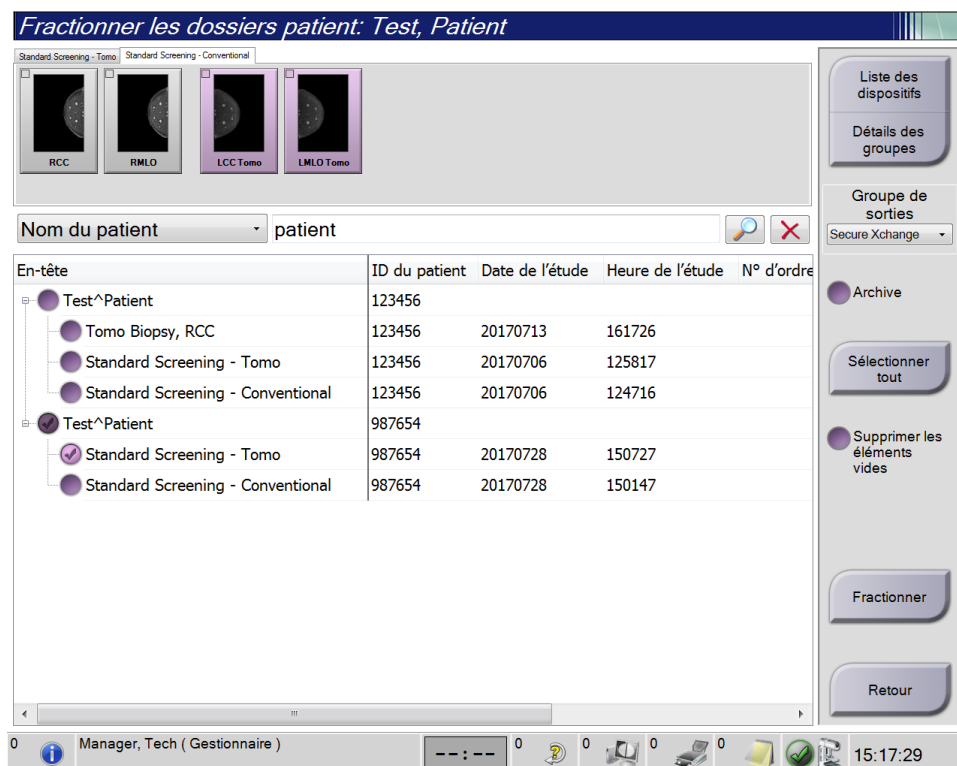 Fractionner les dossiers patient: Test, Patient
Standard Screening - Tomo
Standard Screening - Conventional
RCC
RMLO
LCC Tomo
LMLO Tomo
Nom du patient
patient
En-tête ID du patient Date de l'étude Heure de l'étude N° d'ordre
Test^Patient 123456
Tomo Biopsy, RCC 123456 20170713 161726
Standard Screening - Tomo 123456 20170706 125817
Standard Screening - Conventional 123456 20170706 124716
Test^Patient 987654
Standard Screening - Tomo 987654 20170728 150727
Standard Screening - Conventional 987654 20170728 150147
Liste des
dispositifs
Détails des
groupes
Groupe de
sorties
Secure Xchange
Archive
Sélectionner
tout
Supprimer les
éléments
vides
Fractionner
Retour
0 Manager, Tech ( Gestionnaire ) --:-- 0 0 0 0 15:17:29